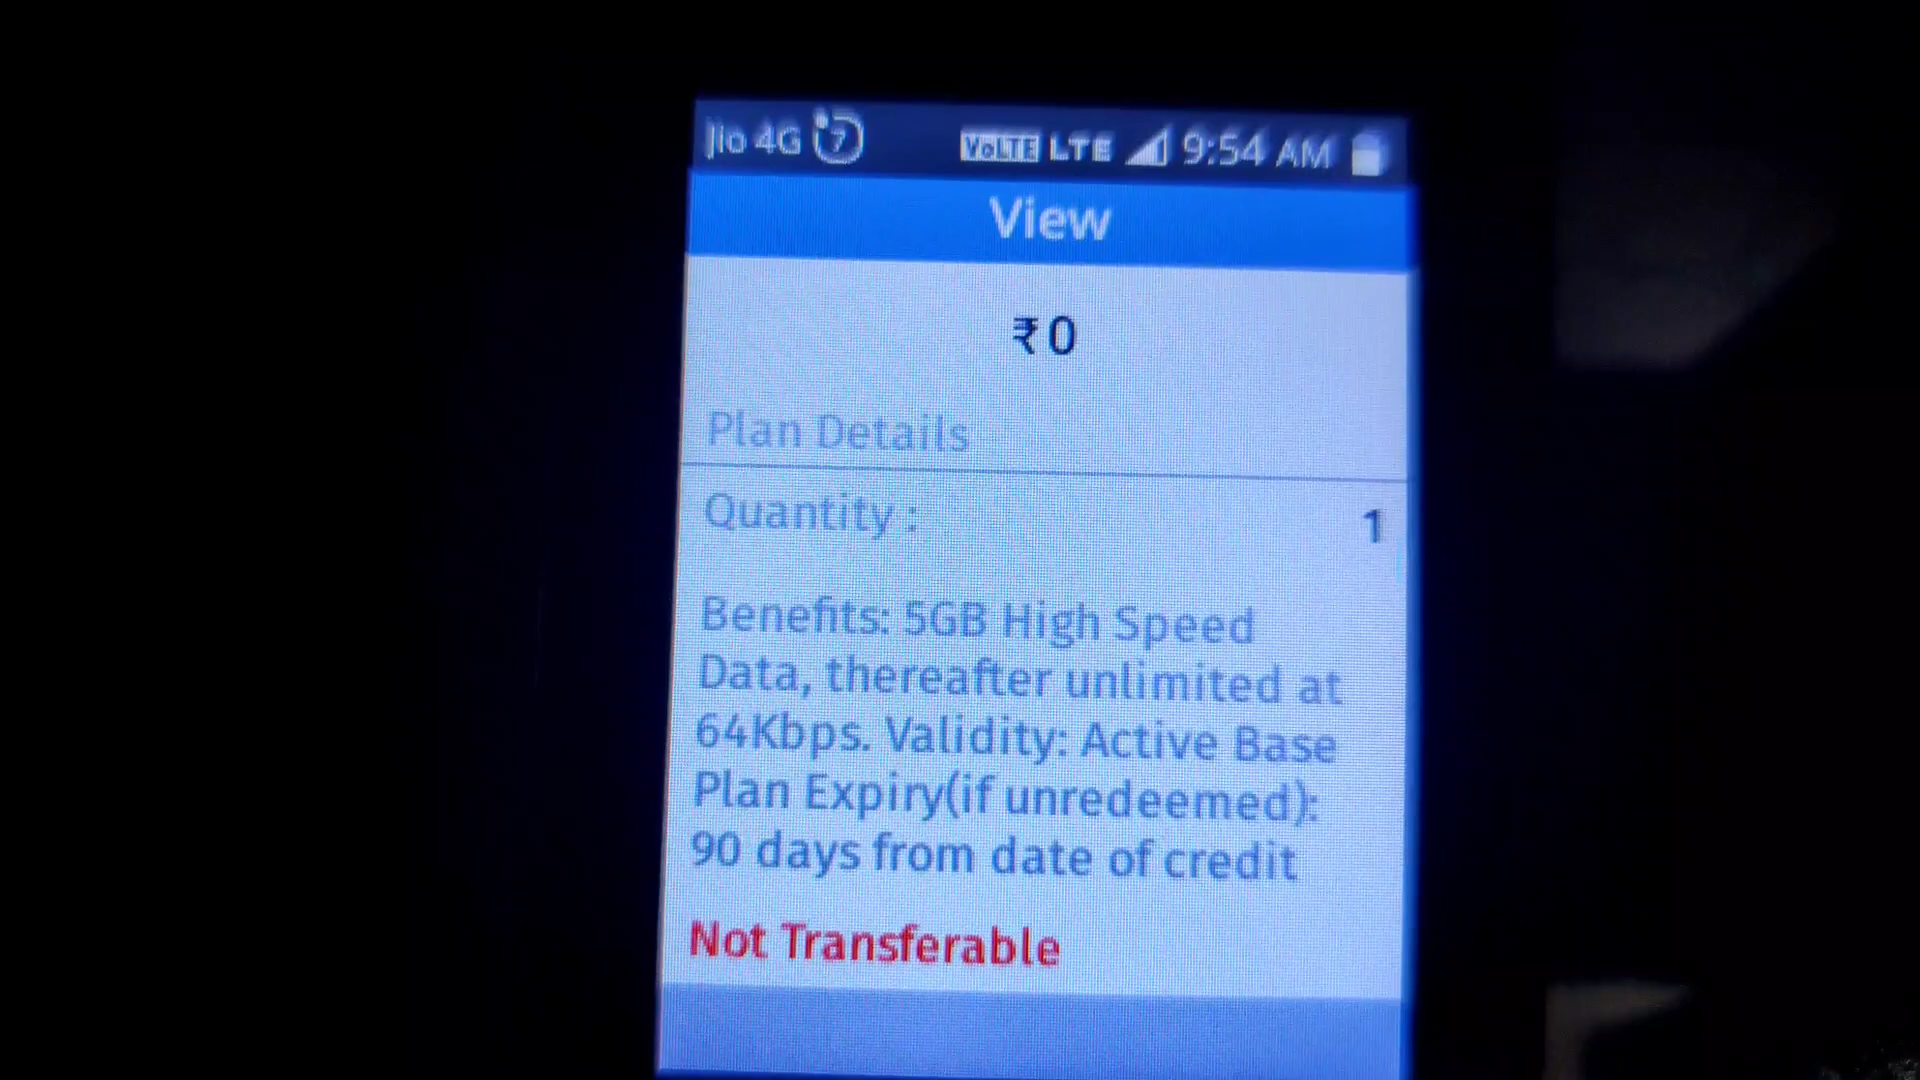 Jio 4G 7 VoLTE LTE 9:54 AM
View
₹0
Plan Details
Quantity : 1
Benefits: 5GB High Speed
Data, thereafter unlimited at
64Kbps. Validity: Active Base
Plan Expiry(if unredeemed):
90 days from date of credit
Not Transferable